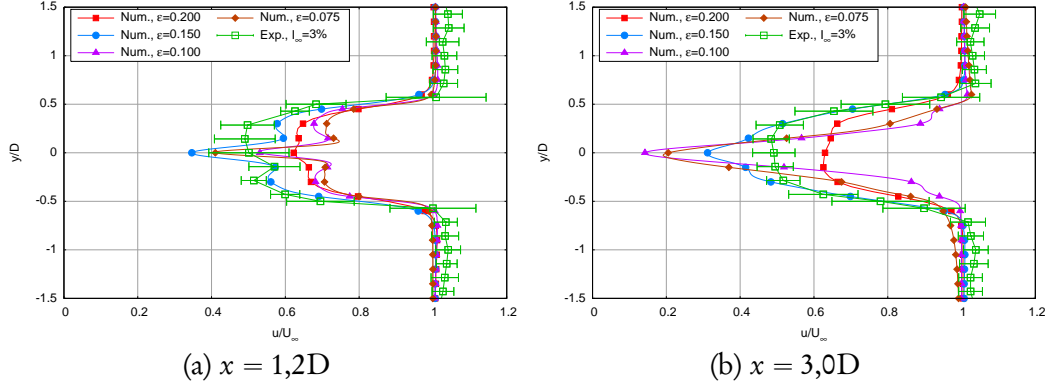 1.5
1
0.5
0
-0.5
-1
-1.5
y/D
Num., ε=0.200
Num., ε=0.150
Num., ε=0.100
Num., ε=0.075
Exp., I∞=3%
0 0.2 0.4 0.6 0.8 1 1.2
u/U∞
(a) x = 1,2D
1.5
1
0.5
0
-0.5
-1
-1.5
y/D
Num., ε=0.200
Num., ε=0.150
Num., ε=0.100
Num., ε=0.075
Exp., I∞=3%
0 0.2 0.4 0.6 0.8 1 1.2
u/U∞
(b) x = 3,0D